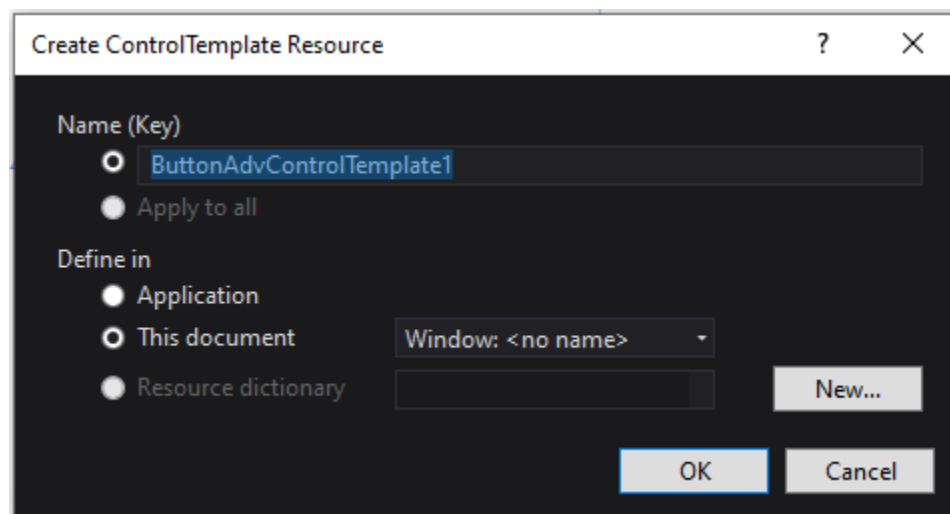 Create ControlTemplate Resource ?
Name (Key)
ButtonAdvControlTemplate1
Apply to all
Define in
Application
This document Window: <no name>
Resource dictionary New...
OK Cancel